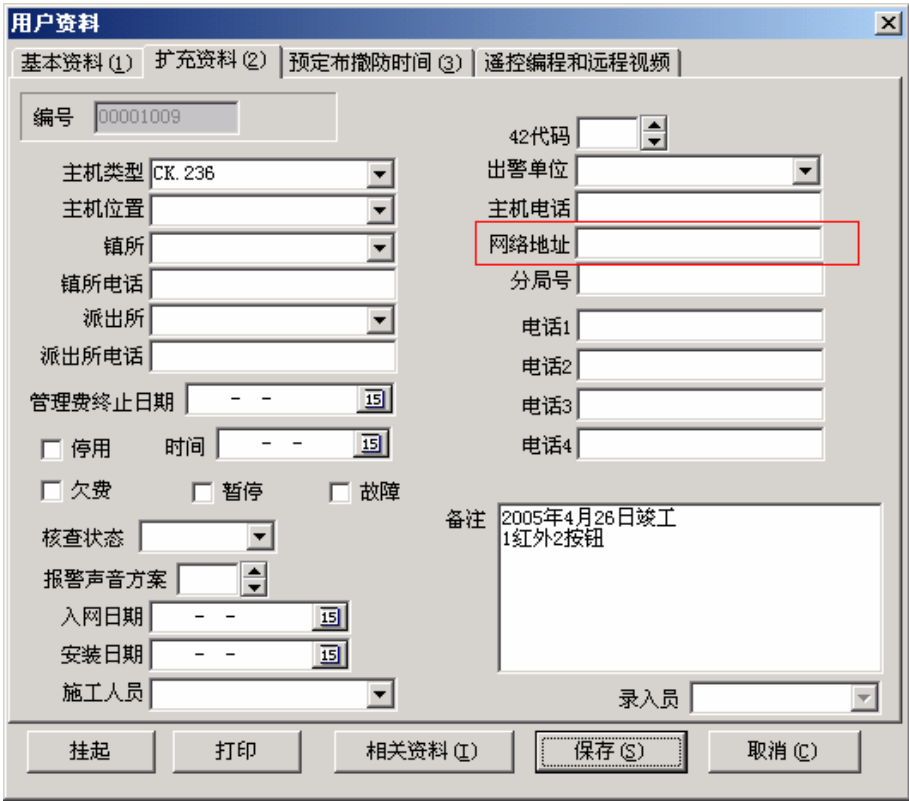 用户资料
基本资料(1) 扩充资料(2) 预定布撤防时间(3) 遥控编程和远程视频
编号 00001009
主机类型 CK.236
主机位置
镇所
镇所电话
派出所
派出所电话
管理费终止日期 - - 15
停用 时间 - - 15
欠费 暂停 故障
核查状态
报警声音方案
入网日期 - - 15
安装日期 - - 15
施工人员
42代码
出警单位
主机电话
网络地址
分局号
电话1
电话2
电话3
电话4
备注 2005年4月26日竣工
1红外2按钮
录入员
挂起 打印 相关资料(I) 保存(S) 取消(C)